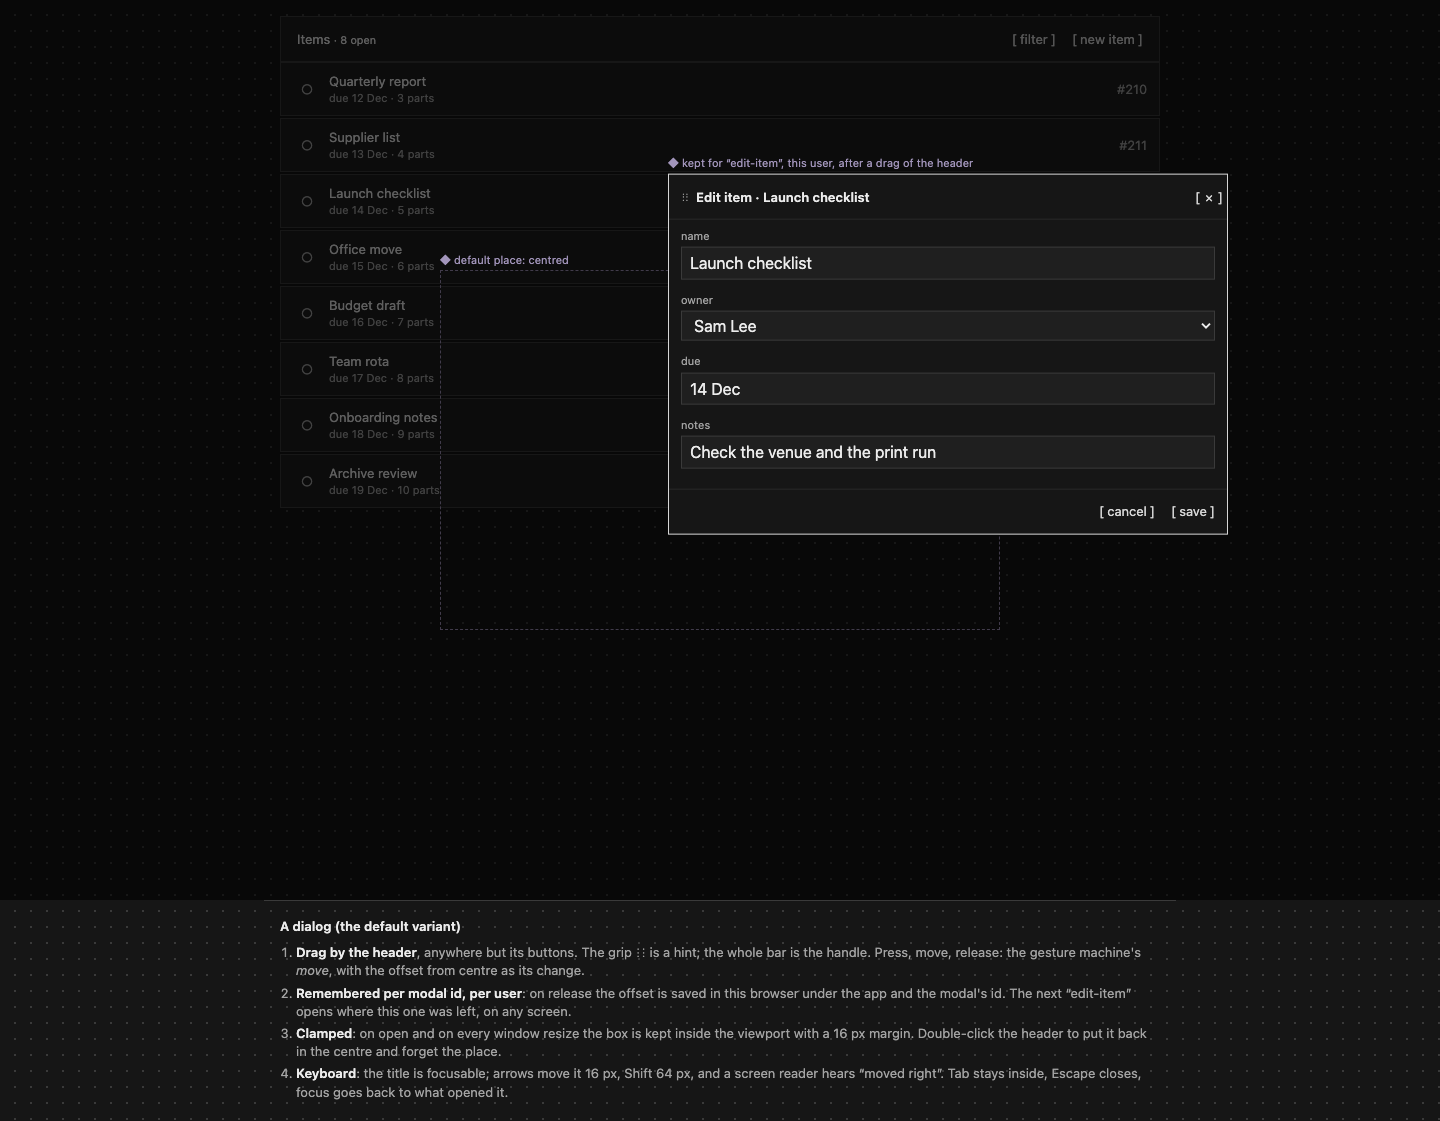 Items · 8 open
[ filter ] [ new item ]
Quarterly report
due 12 Dec · 3 parts
#210
Supplier list
due 13 Dec · 4 parts
#211
Launch checklist
due 14 Dec · 5 parts
Office move
due 15 Dec · 6 parts
Budget draft
due 16 Dec · 7 parts
Team rota
due 17 Dec · 8 parts
Onboarding notes
due 18 Dec · 9 parts
Archive review
due 19 Dec · 10 parts
◆ default place: centred
◆ kept for “edit-item”, this user, after a drag of the header
⠿ Edit item · Launch checklist
[ × ]
name
Launch checklist
owner
Sam Lee
due
14 Dec
notes
Check the venue and the print run
[ cancel ] [ save ]
A dialog (the default variant)
1. Drag by the header, anywhere but its buttons. The grip ⠿ is a hint; the whole bar is the handle. Press, move, release: the gesture machine's
move, with the offset from centre as its change.
2. Remembered per modal id, per user: on release the offset is saved in this browser under the app and the modal's id. The next “edit-item”
opens where this one was left, on any screen.
3. Clamped: on open and on every window resize the box is kept inside the viewport with a 16 px margin. Double-click the header to put it back
in the centre and forget the place.
4. Keyboard: the title is focusable; arrows move it 16 px, Shift 64 px, and a screen reader hears “moved right”. Tab stays inside, Escape closes,
focus goes back to what opened it.